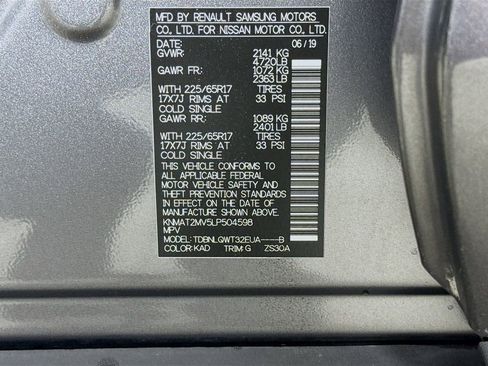 MFD BY RENAULT SAMSUNG MOTORS
CO., LTD. FOR NISSAN MOTOR CO., LTD.
DATE: 06/19
GVWR: 2141 KG
4720LB
GAWR FR: 1072 KG
2363LB
WITH 225/65R17 TIRES
17X7J RIMS AT 33 PSI
COLD SINGLE
GAWR RR: 1089 KG
2401LB
WITH 225/65R17 TIRES
17X7J RIMS AT 33 PSI
COLD SINGLE
THIS VEHICLE CONFORMS TO
ALL APPLICABLE FEDERAL
MOTOR VEHICLE SAFETY AND
THEFT PREVENTION STANDARDS
IN EFFECT ON THE DATE OF
MANUFACTURE SHOWN ABOVE.
KNMAT2MV5LP504598
MPV
MODEL: TDBNLQWT32EUA----B
COLOR: KAD TRIM: G ZS30A